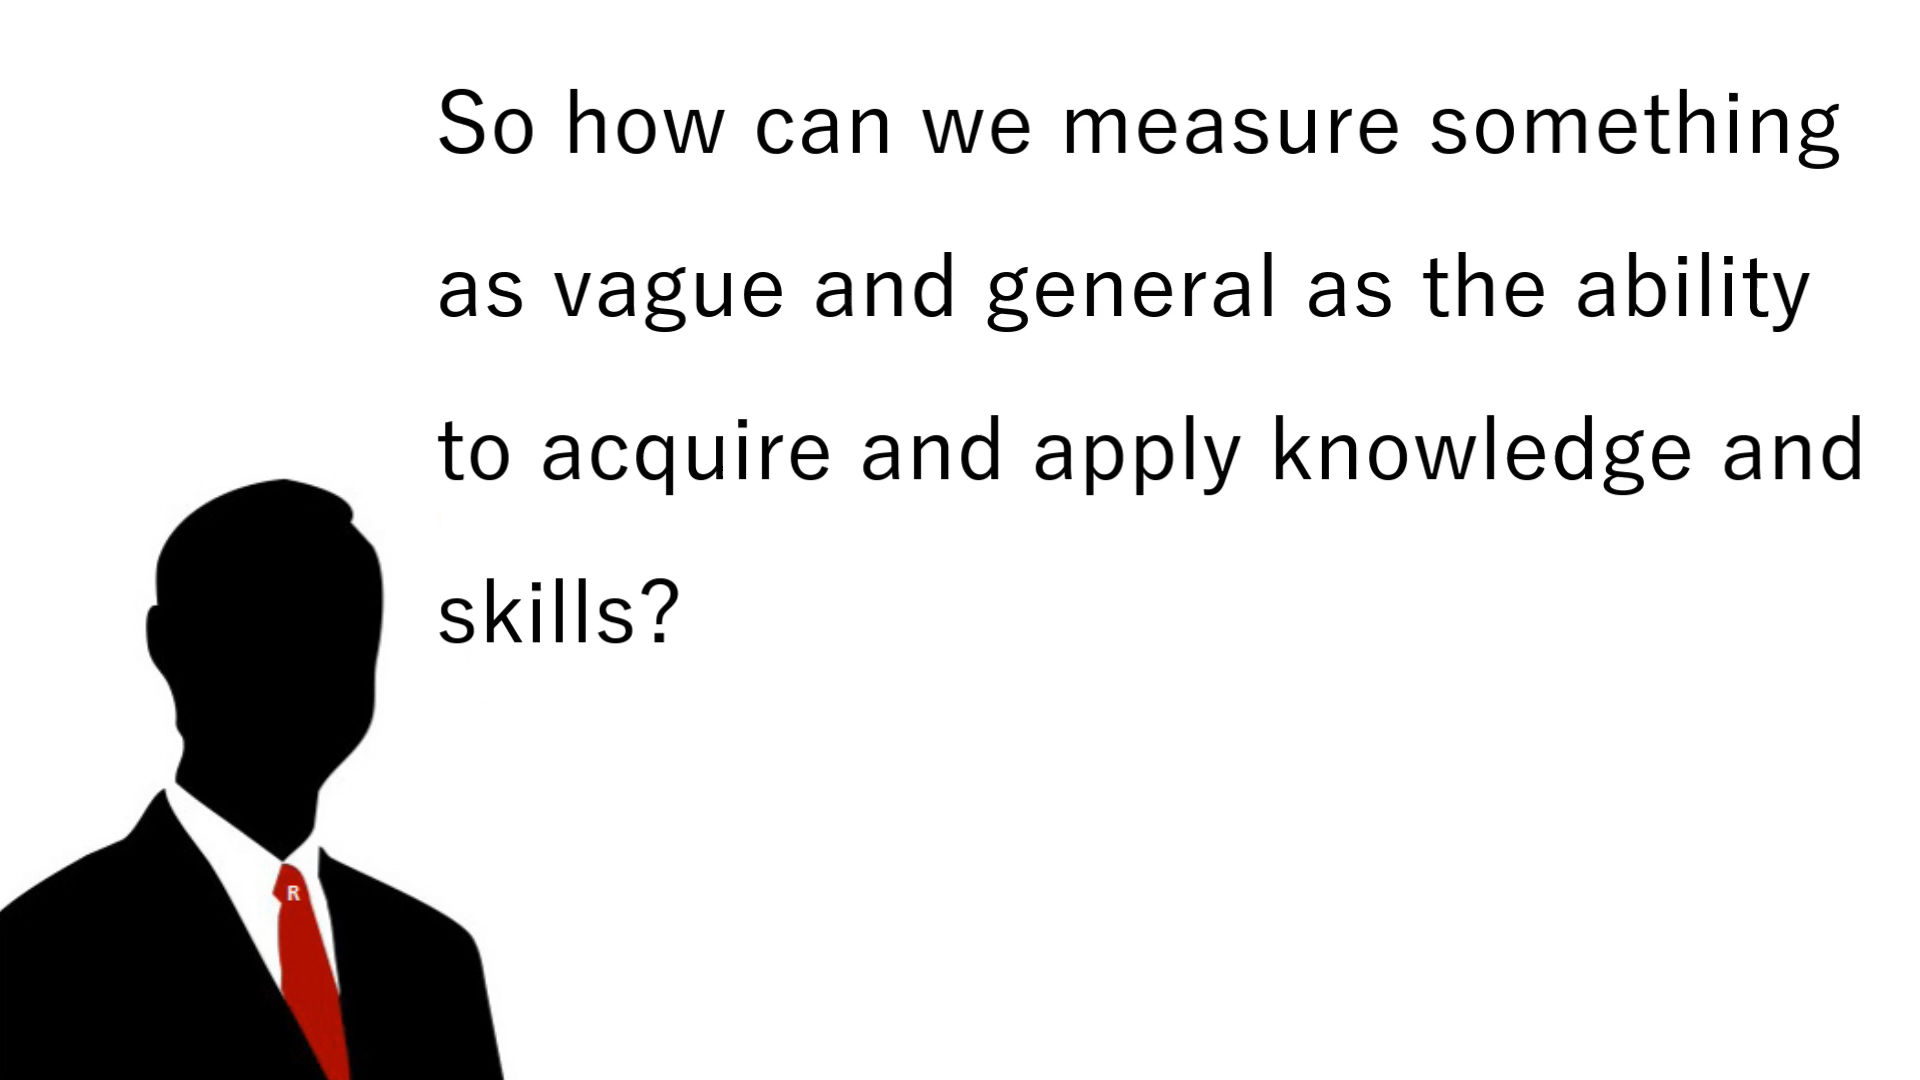 So how can we measure something
as vague and general as the ability
to acquire and apply knowledge and
skills?
R